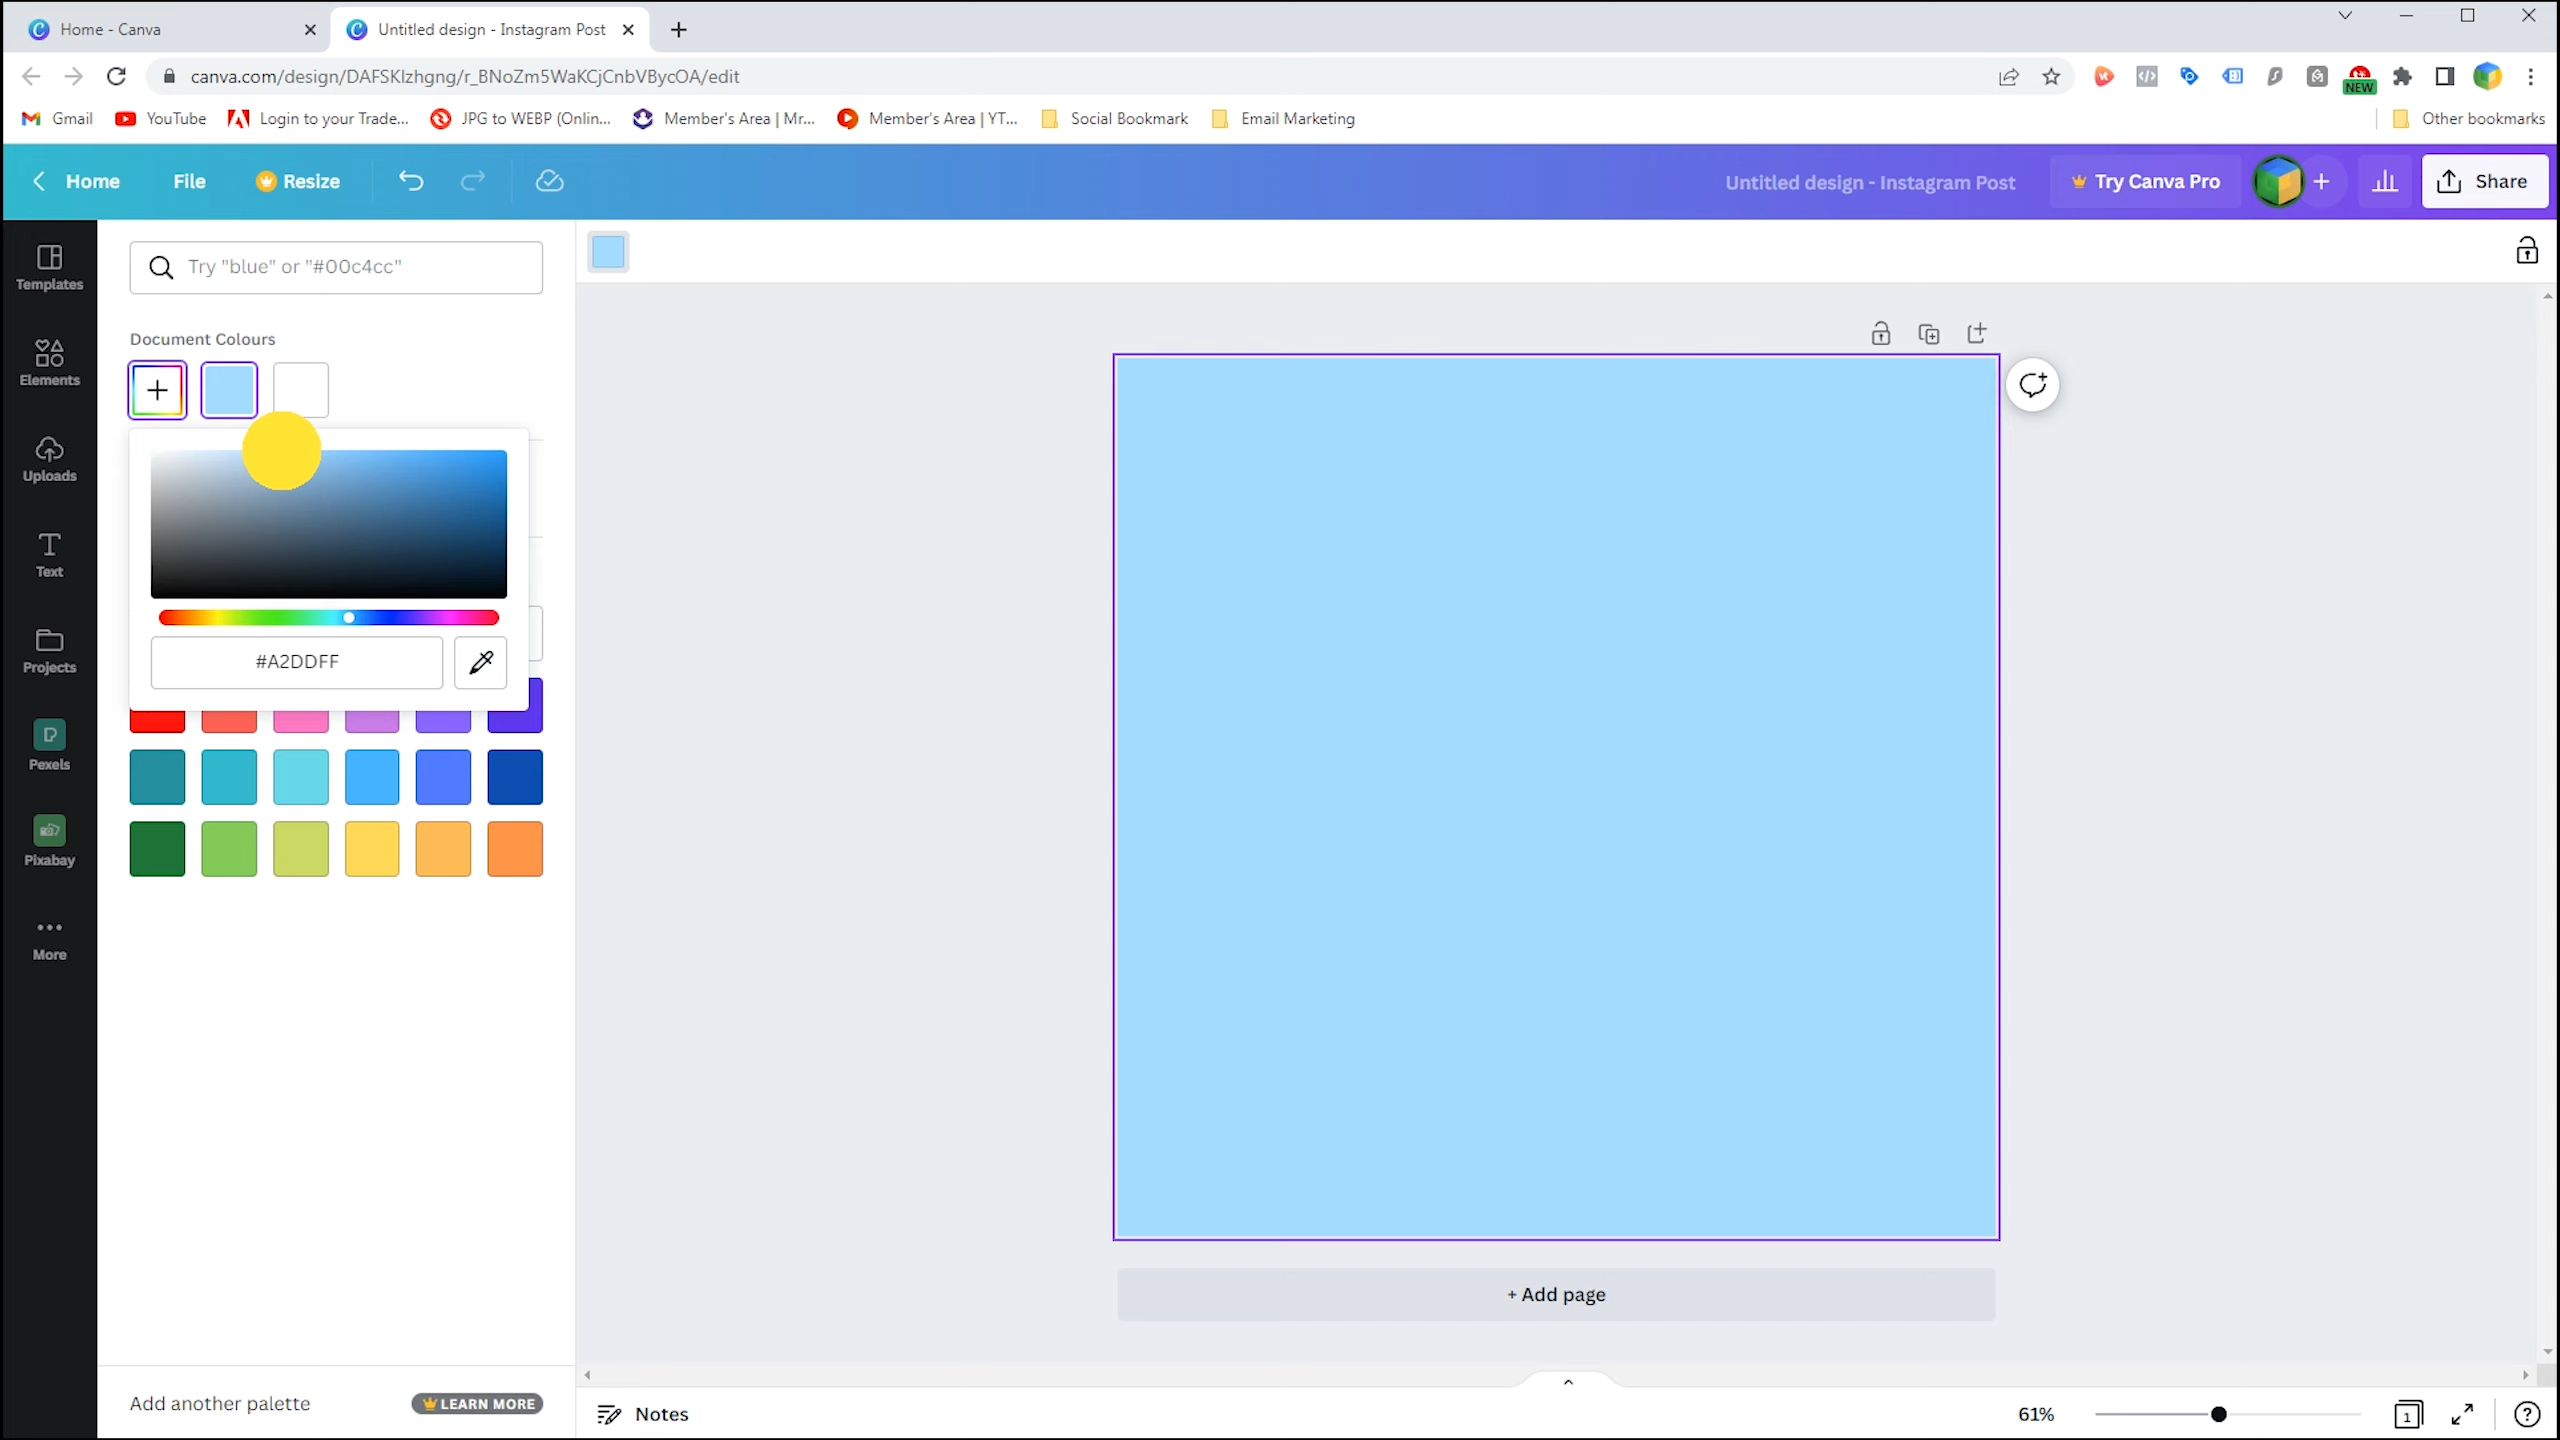 Home - Canva
Untitled design - Instagram Post
canva.com/design/DAFSKIzhgng/r_BNoZm5WaKCjCnbVBycOA/edit
NEW
Gmail
YouTube
Login to your Trade...
JPG to WEBP (Onlin...
Member's Area | Mr...
Member's Area | YT...
Social Bookmark
Email Marketing
Other bookmarks
Home
File
Resize
Untitled design - Instagram Post
Try Canva Pro
Share
Templates
Elements
Uploads
Text
Projects
Pexels
Pixabay
More
Try "blue" or "#00c4cc"
Document Colours
#A2DDFF
Add another palette
LEARN MORE
+ Add page
Notes
61%
1